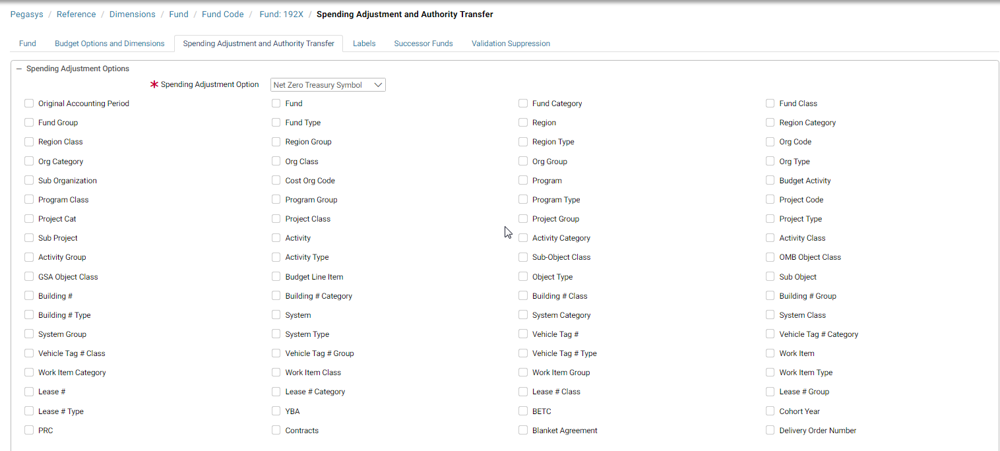 Pegasys / Reference / Dimensions / Fund / Fund Code / Fund: 192X / Spending Adjustment and Authority Transfer
Fund Budget Options and Dimensions Spending Adjustment and Authority Transfer Labels Successor Funds Validation Suppression
Spending Adjustment Options
Spending Adjustment Option Net Zero Treasury Symbol
Original Accounting Period Fund Fund Category Fund Class
Fund Group Fund Type Region Region Category
Region Class Region Group Region Type Org Code
Org Category Org Class Org Group Org Type
Sub Organization Cost Org Code Program Budget Activity
Program Class Program Group Program Type Project Code
Project Cat Project Class Project Group Project Type
Sub Project Activity Activity Category Activity Class
Activity Group Activity Type Sub-Object Class OMB Object Class
GSA Object Class Budget Line Item Object Type Sub Object
Building # Building # Category Building # Class Building # Group
Building # Type System System Category System Class
System Group System Type Vehicle Tag # Vehicle Tag # Category
Vehicle Tag # Class Vehicle Tag # Group Vehicle Tag # Type Work Item
Work Item Category Work Item Class Work Item Group Work Item Type
Lease # Lease # Category Lease # Class Lease # Group
Lease # Type YBA BETC Cohort Year
PRC Contracts Blanket Agreement Delivery Order Number